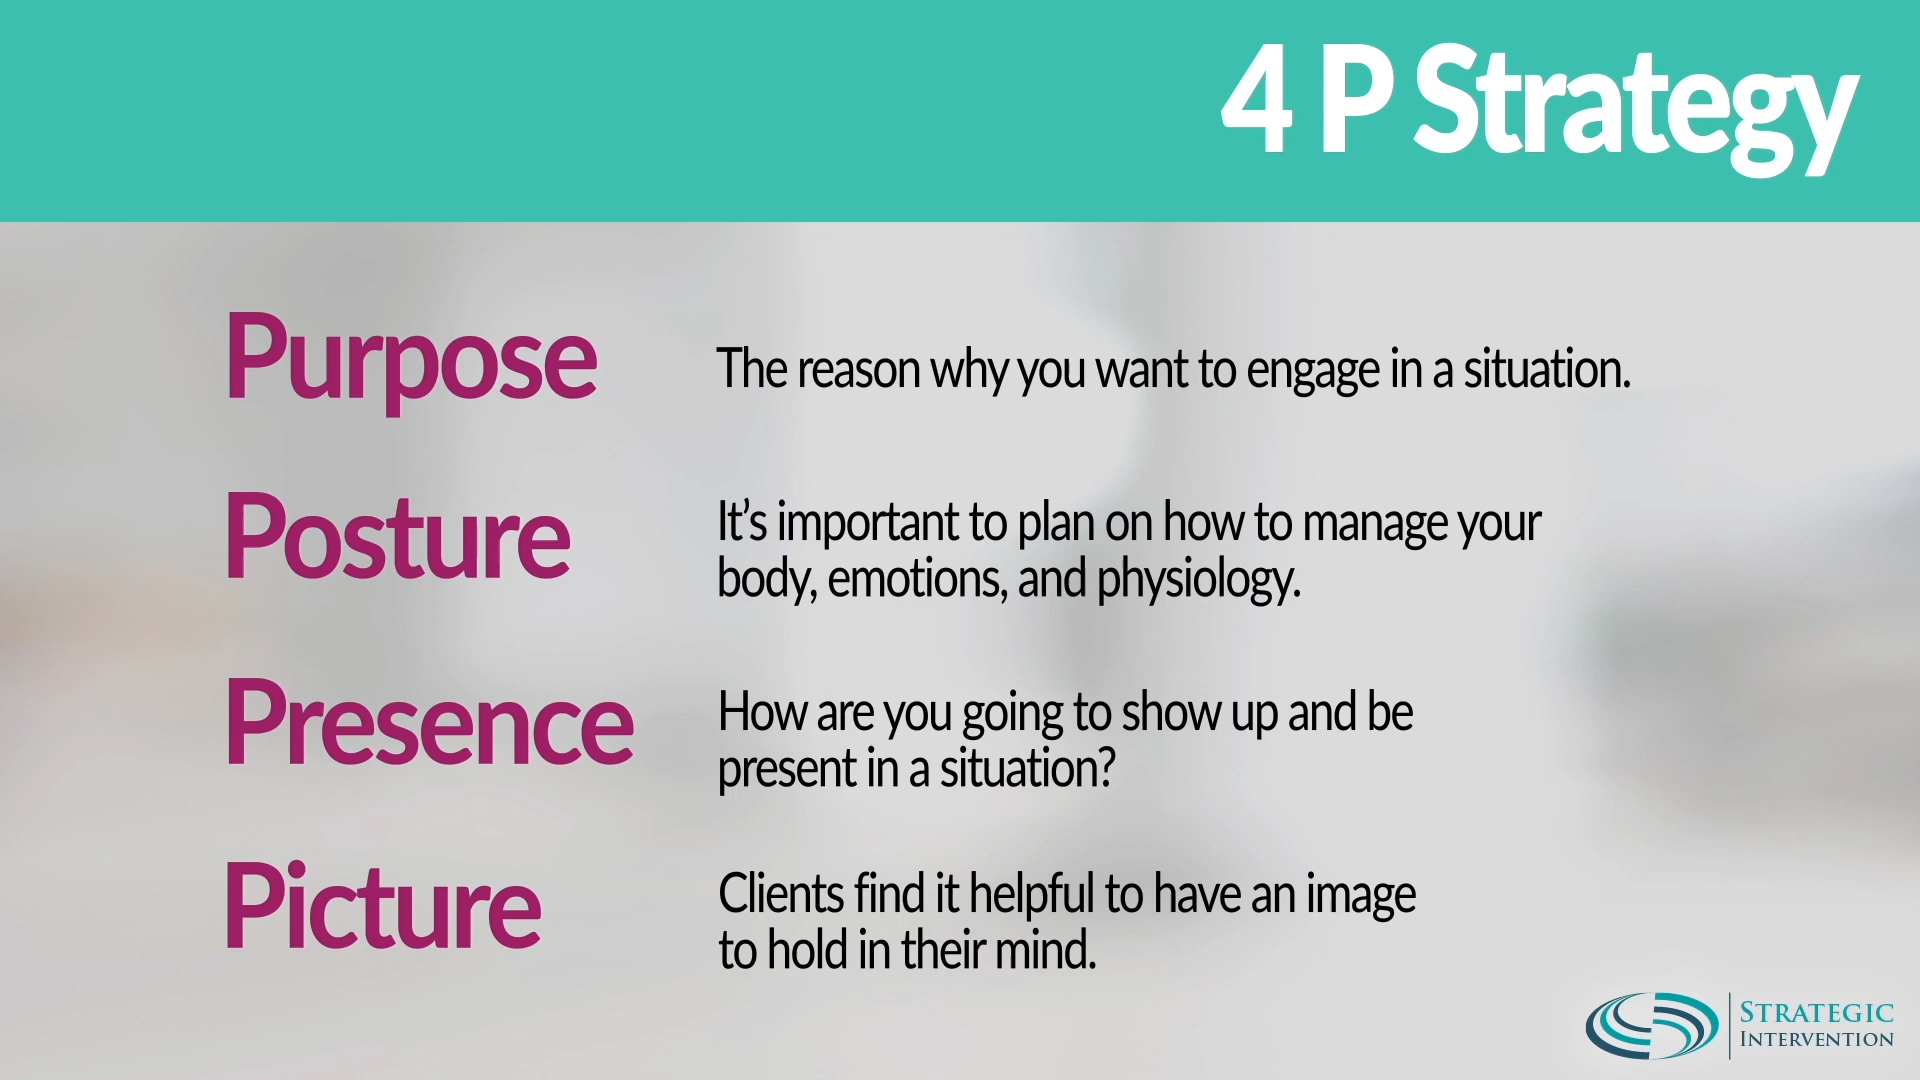 4 P Strategy
Purpose
The reason why you want to engage in a situation.
Posture
It’s important to plan on how to manage your
body, emotions, and physiology.
Presence
How are you going to show up and be
present in a situation?
Picture
Clients find it helpful to have an image
to hold in their mind.
STRATEGIC
INTERVENTION